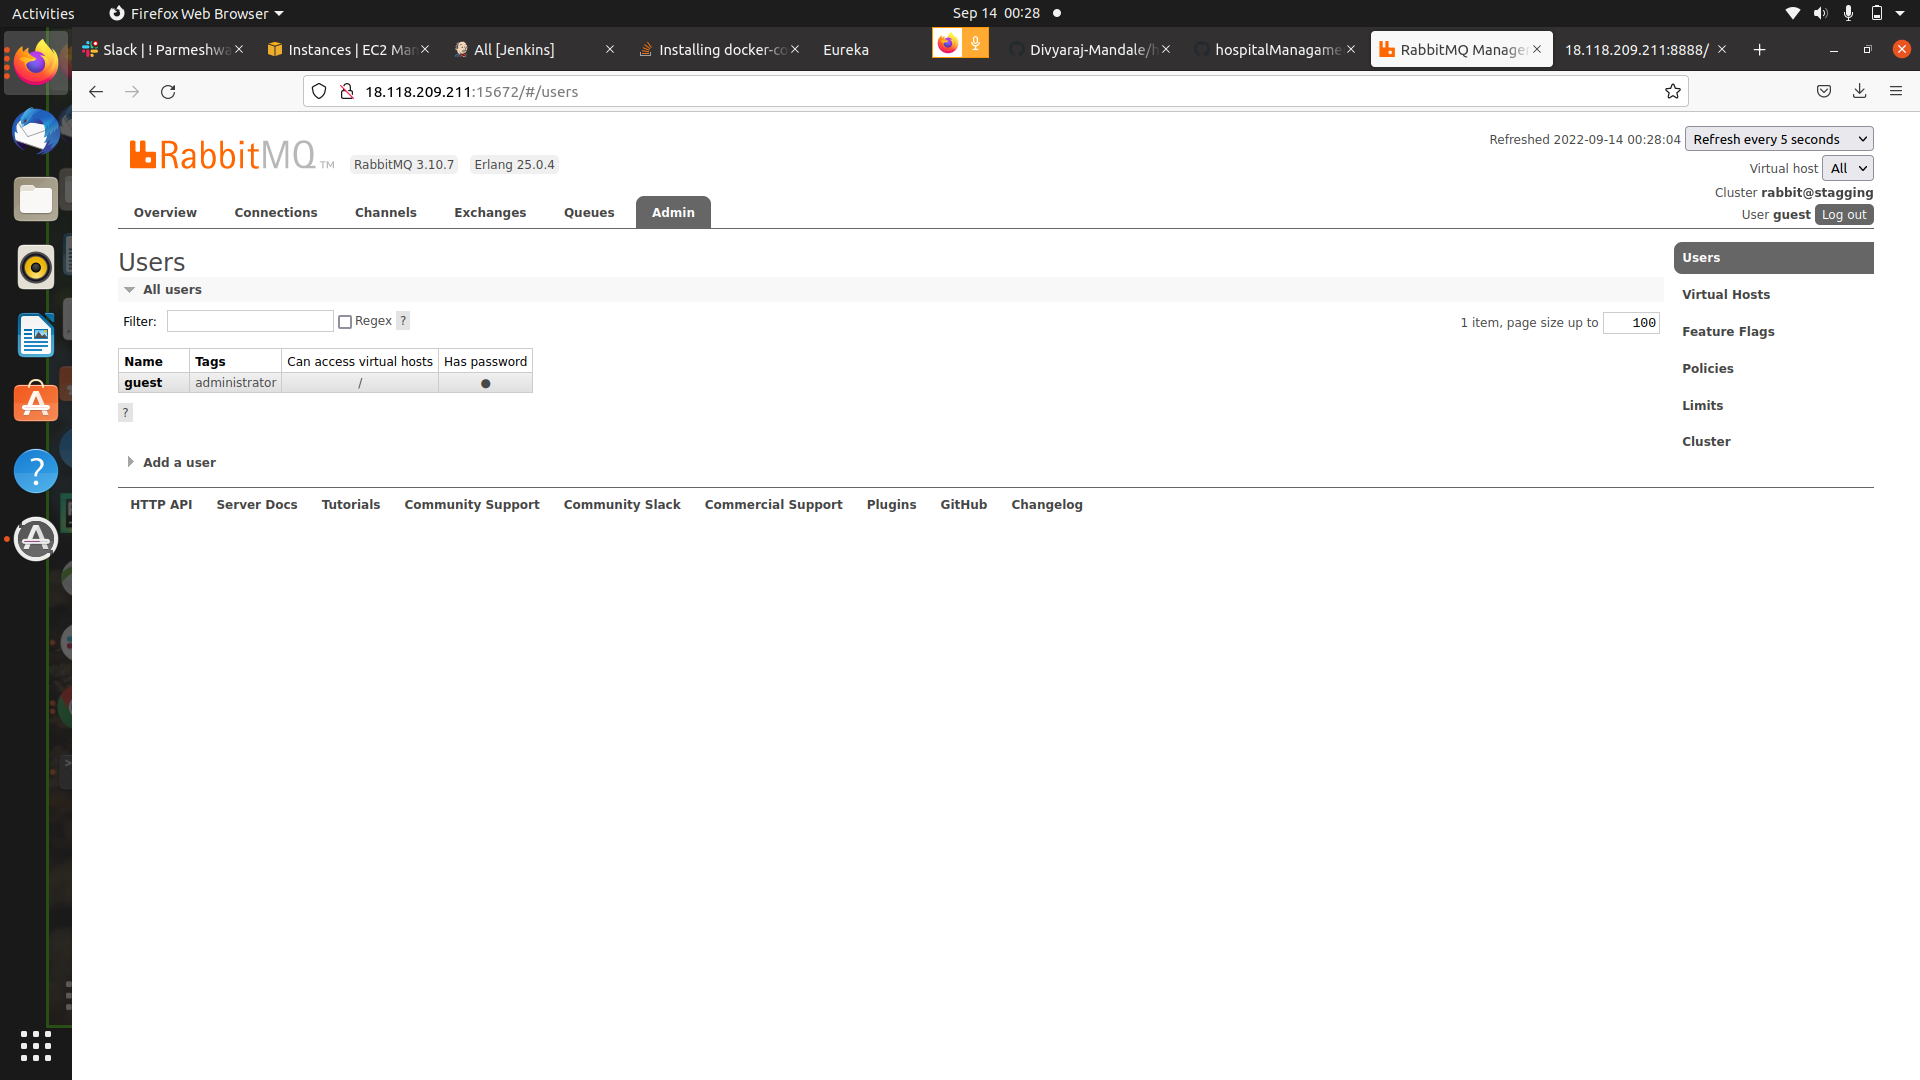 Activities Firefox Web Browser Sep 14 00:28
Slack | ! Parmeshwa Instances | EC2 Man All [Jenkins] Installing docker-co Eureka Divyaraj-Mandale/h hospitalManagame RabbitMQ Manage 18.118.209.211:8888/
18.118.209.211:15672/#/users
Refreshed 2022-09-14 00:28:04 Refresh every 5 seconds
RabbitMQ TM RabbitMQ 3.10.7 Erlang 25.0.4
Virtual host All
Cluster rabbit@stagging
User guest Log out
Overview Connections Channels Exchanges Queues Admin
Users
Users
All users
Virtual Hosts
Filter: Regex ? 1 item, page size up to 100
Feature Flags
Name Tags Can access virtual hosts Has password
Policies
guest administrator / ●
Limits
?
Cluster
Add a user
HTTP API Server Docs Tutorials Community Support Community Slack Commercial Support Plugins GitHub Changelog